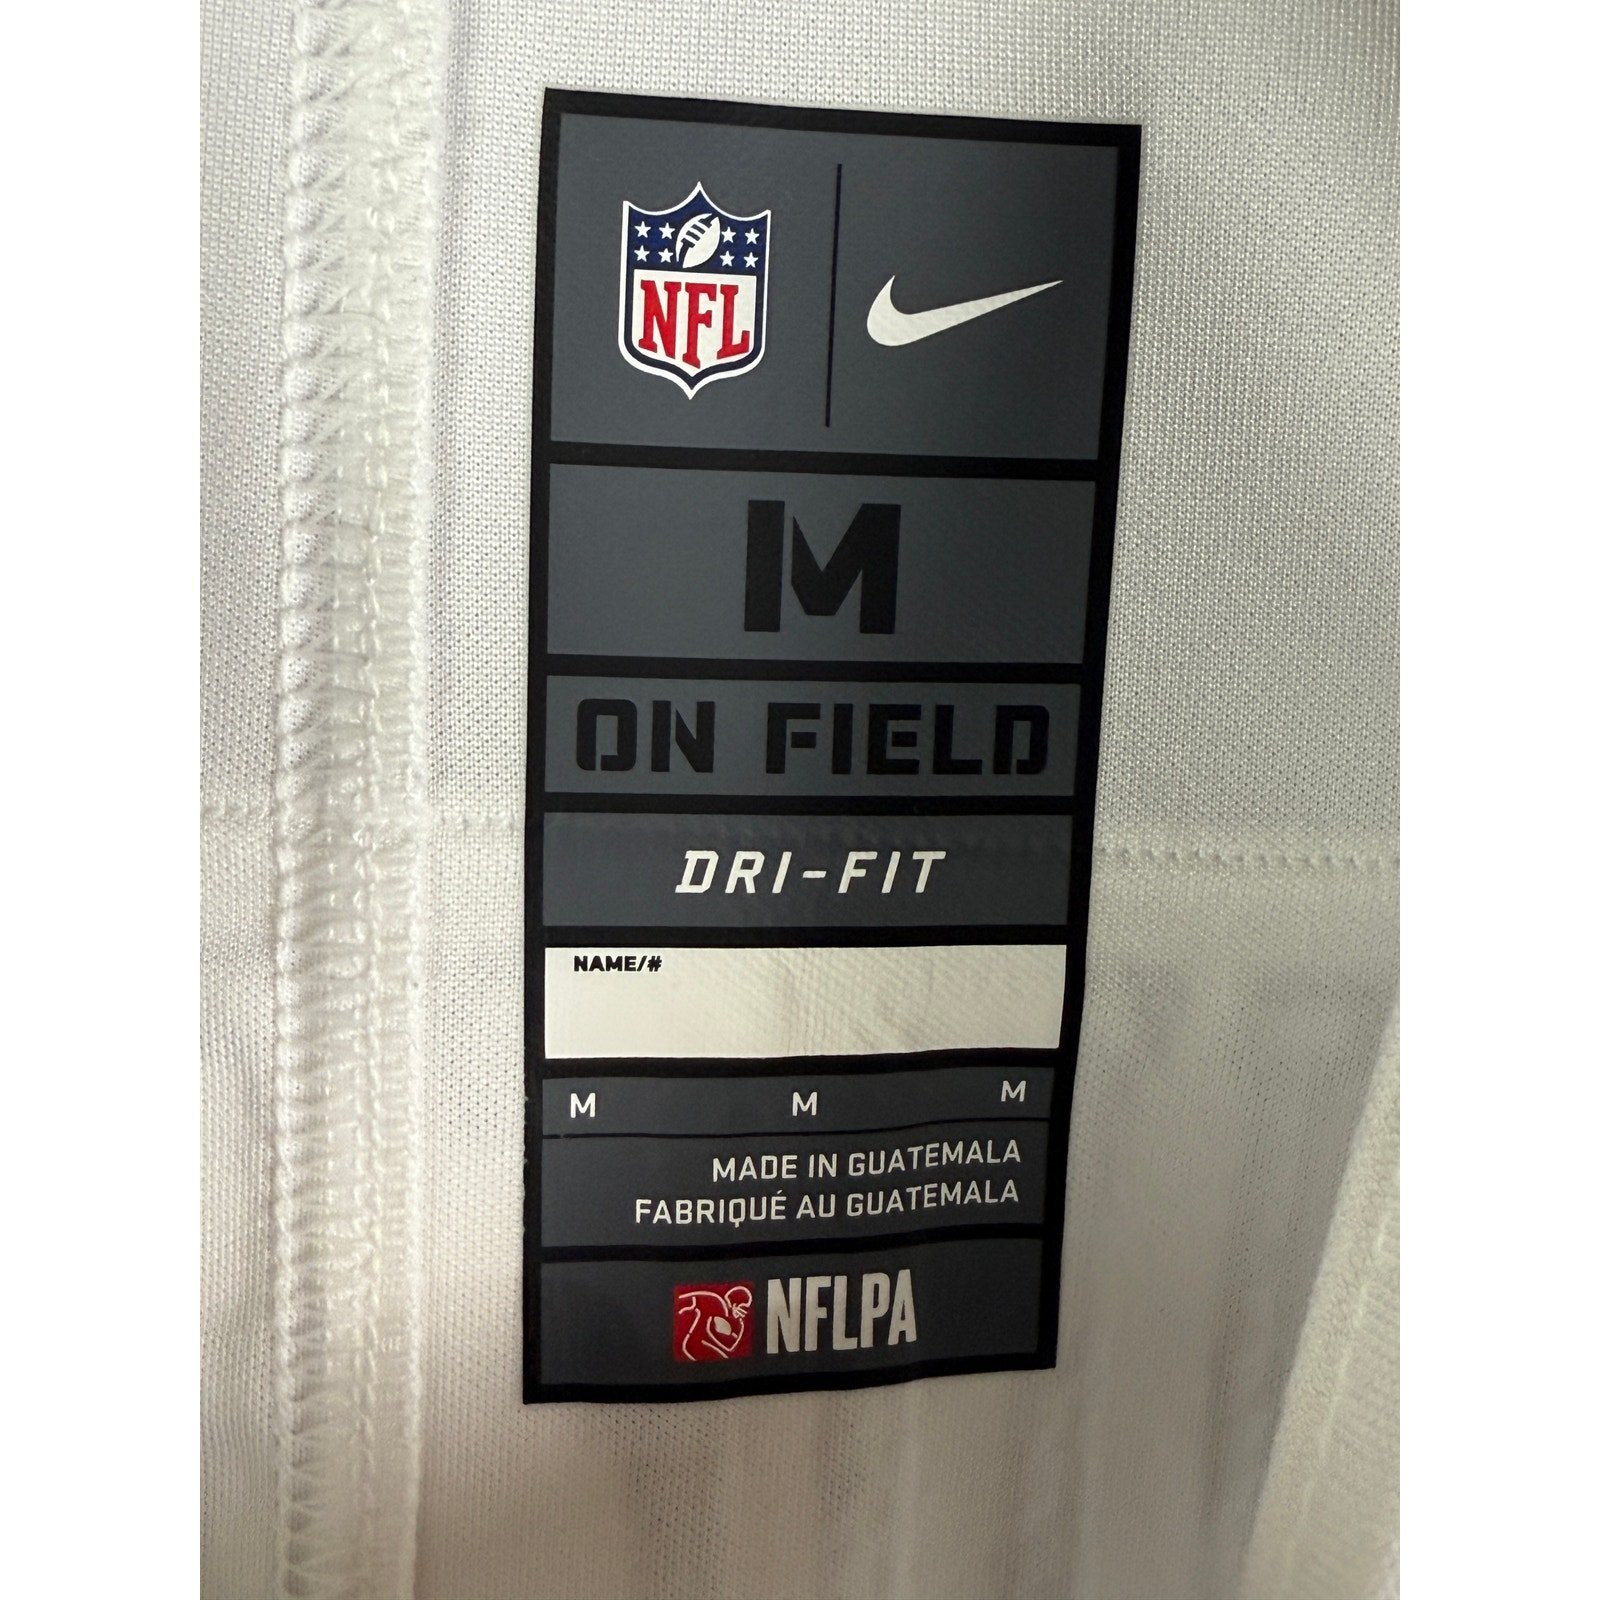 NFL
M
ON FIELD
DRI-FIT
NAME/#
M M M
MADE IN GUATEMALA
FABRIQUÉ AU GUATEMALA
NFLPA